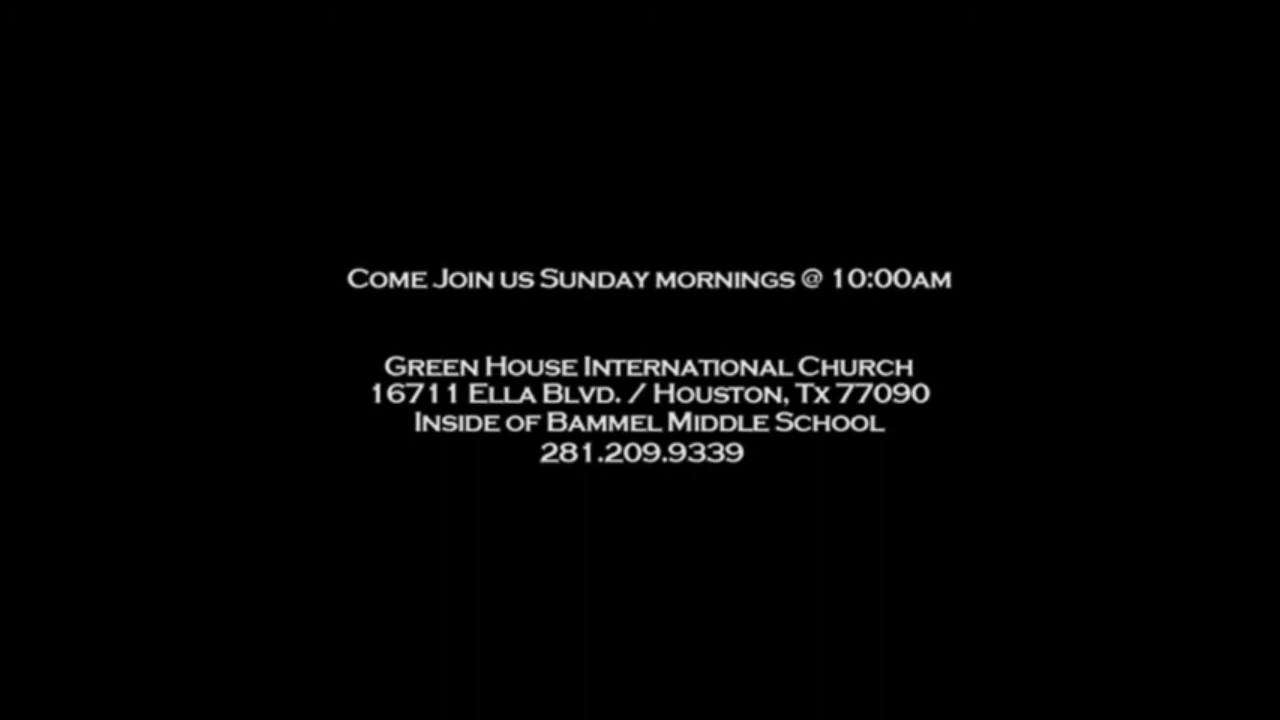 Come Join us Sunday mornings @ 10:00am
Green House International Church
16711 Ella Blvd. / Houston, Tx 77090
Inside of Bammel Middle School
281.209.9339